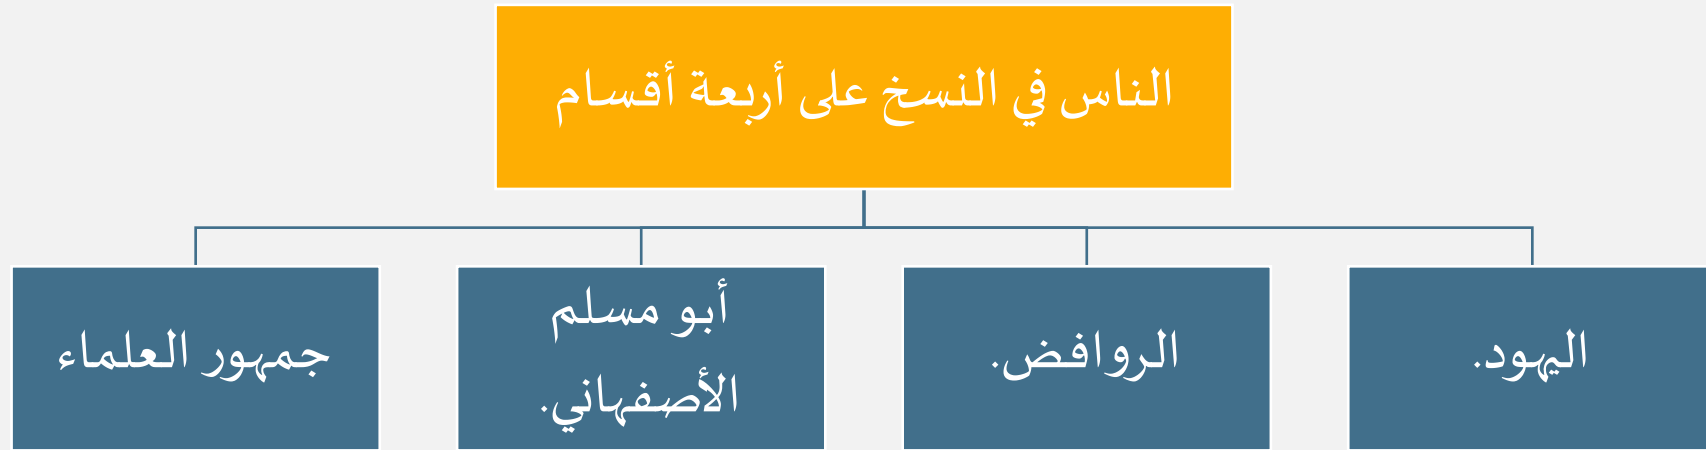 الناس في النسخ على أربعة أقسام
اليهود.
الروافض.
أبو مسلم
الأصفهاني.
جمهور العلماء